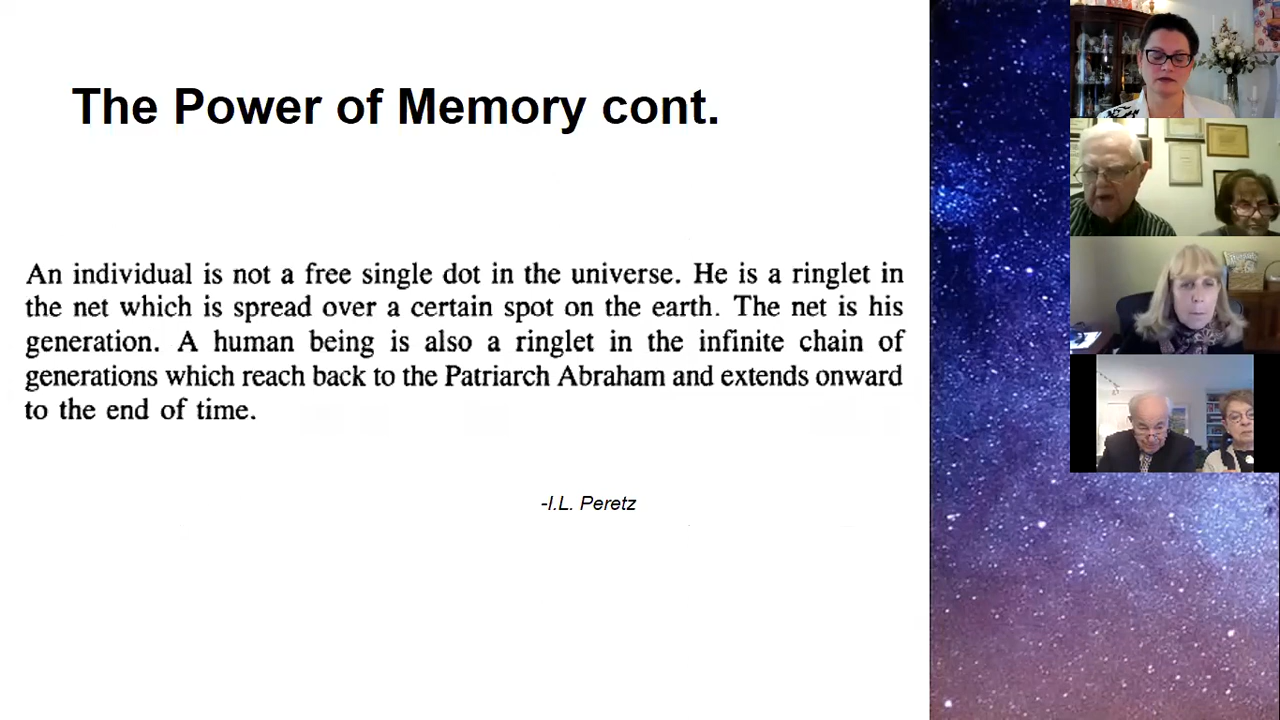 The Power of Memory cont.
An individual is not a free single dot in the universe. He is a ringlet in
the net which is spread over a certain spot on the earth. The net is his
generation. A human being is also a ringlet in the infinite chain of
generations which reach back to the Patriarch Abraham and extends onward
to the end of time.
-I.L. Peretz